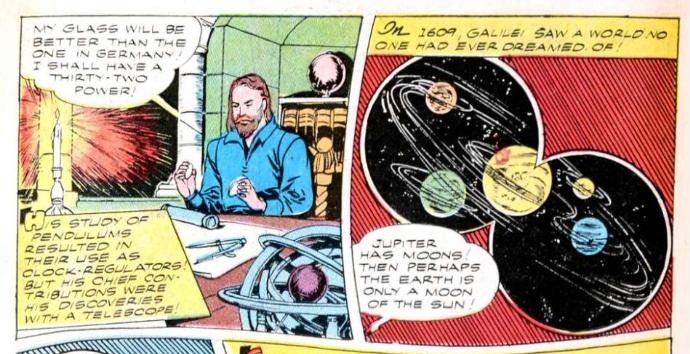 MY GLASS WILL BE
BETTER THAN THE
ONE IN GERMANY!
I SHALL HAVE A
THIRTY-TWO
POWER!
HIS STUDY OF
PENDULUMS
RESULTED IN
THEIR USE AS
CLOCK-REGULATORS!
BUT HIS CHIEF CON-
TRIBUTIONS WERE
HIS DISCOVERIES
WITH A TELESCOPE!
In 1609, GALILEI SAW A WORLD NO
ONE HAD EVER DREAMED OF!
JUPITER
HAS MOONS!
THEN PERHAPS
THE EARTH IS
ONLY A MOON
OF THE SUN!